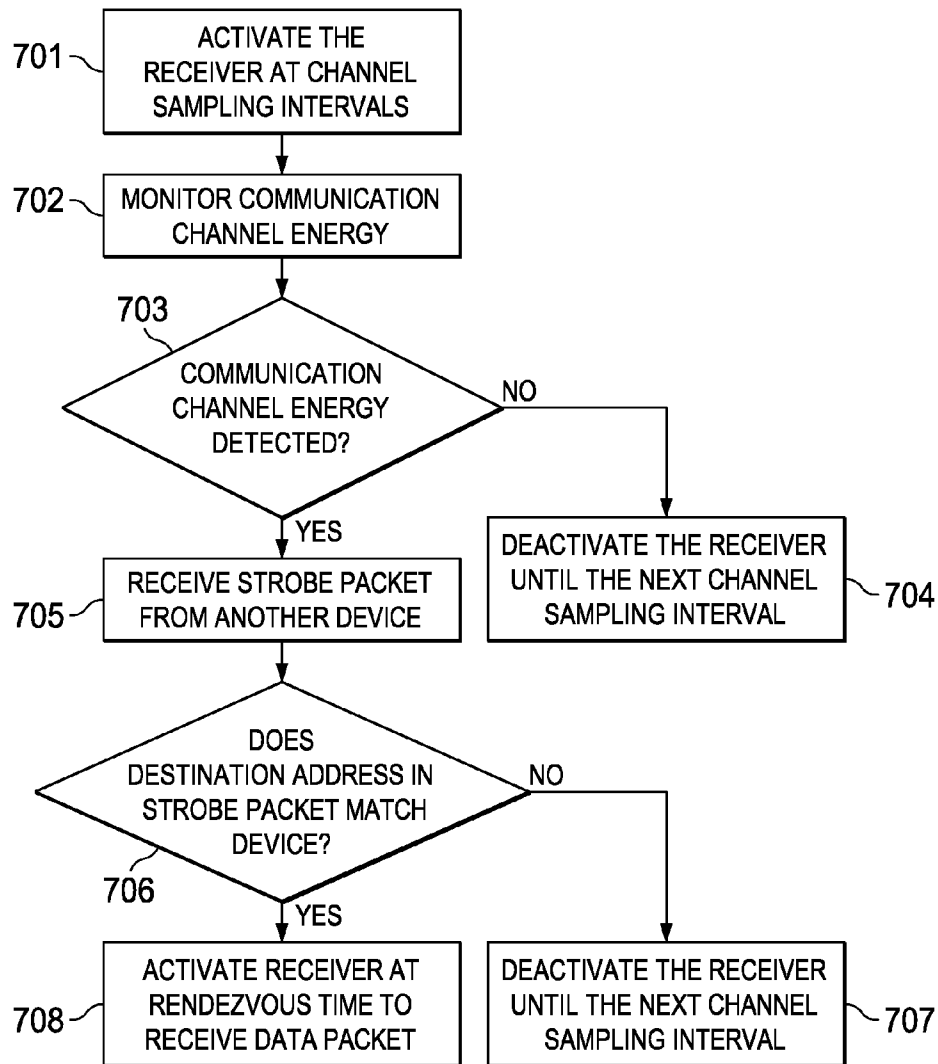 701
ACTIVATE THE
RECEIVER AT CHANNEL
SAMPLING INTERVALS
702
MONITOR COMMUNICATION
CHANNEL ENERGY
703
COMMUNICATION
CHANNEL ENERGY
DETECTED?
NO
YES
DEACTIVATE THE RECEIVER
UNTIL THE NEXT CHANNEL
SAMPLING INTERVAL
704
705
RECEIVE STROBE PACKET
FROM ANOTHER DEVICE
DOES
DESTINATION ADDRESS IN
STROBE PACKET MATCH
DEVICE?
NO
706
YES
708
ACTIVATE RECEIVER AT
RENDEZVOUS TIME TO
RECEIVE DATA PACKET
DEACTIVATE THE RECEIVER
UNTIL THE NEXT CHANNEL
SAMPLING INTERVAL
707